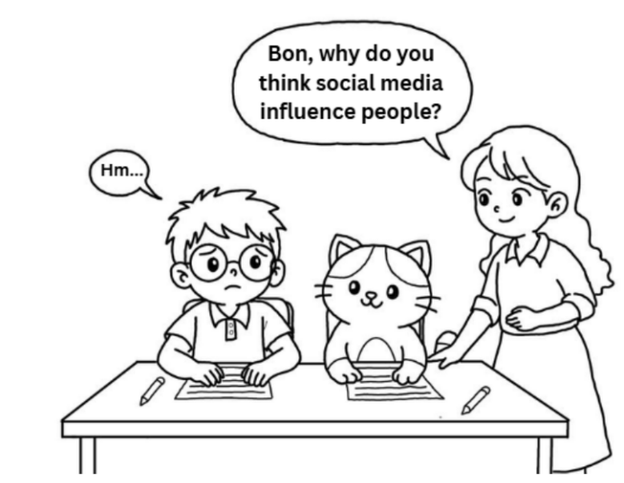 Bon, why do you
think social media
influence people?
Hm...